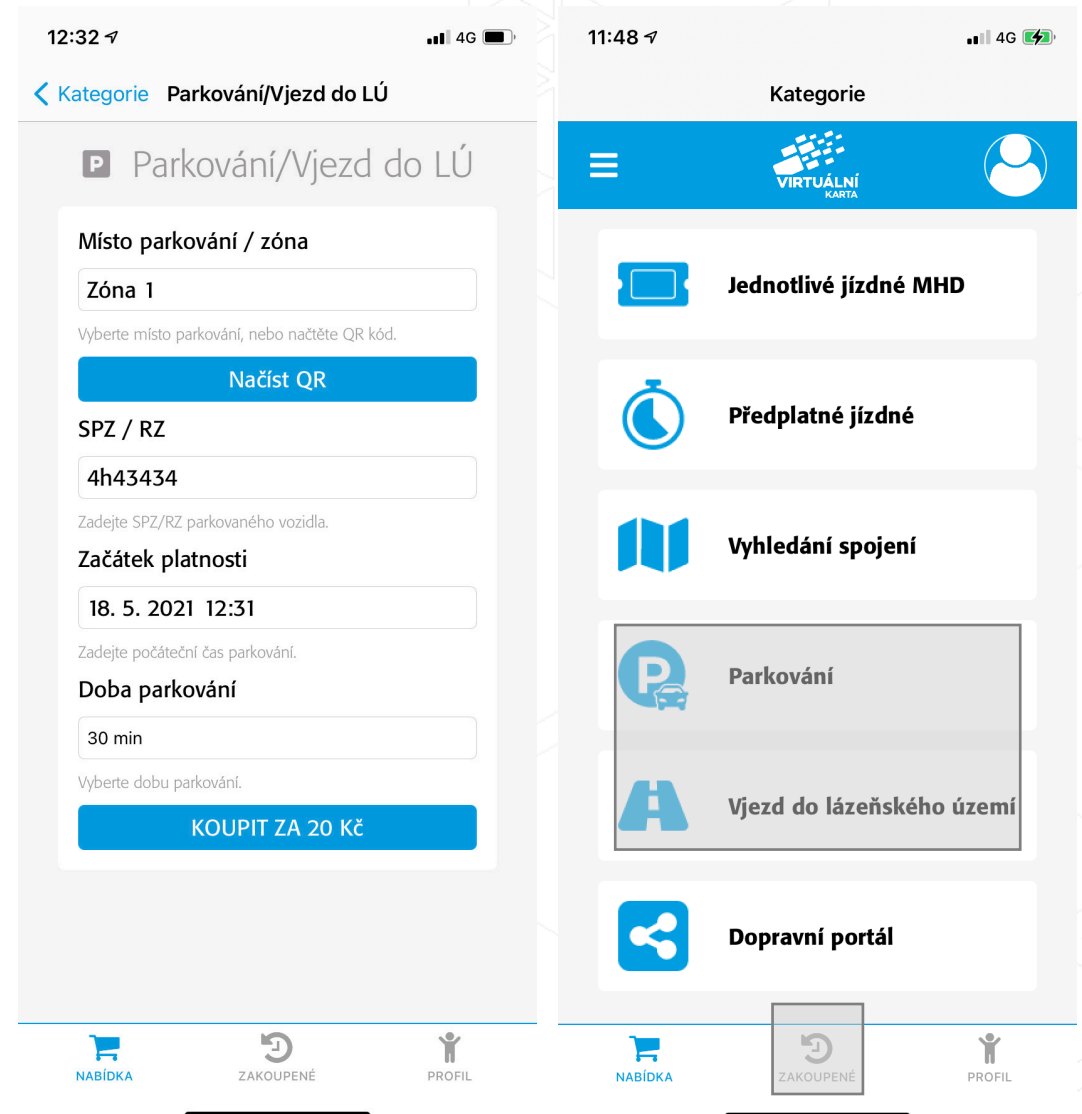 12:32
4G
Kategorie Parkování/Vjezd do LÚ
P Parkování/Vjezd do LÚ
Místo parkování / zóna
Zóna 1
Vyberte místo parkování, nebo načtěte QR kód.
Načíst QR
SPZ / RZ
4h43434
Zadejte SPZ/RZ parkovaného vozidla.
Začátek platnosti
18. 5. 2021 12:31
Zadejte počáteční čas parkování.
Doba parkování
30 min
Vyberte dobu parkování.
KOUPIT ZA 20 Kč
NABÍDKA ZAKOUPENÉ PROFIL
11:48
4G
Kategorie
VIRTUÁLNÍ
KARTA
Jednotlivé jízdné MHD
Předplatné jízdné
Vyhledání spojení
P Parkování
Vjezd do lázeňského území
Dopravní portál
NABÍDKA ZAKOUPENÉ PROFIL